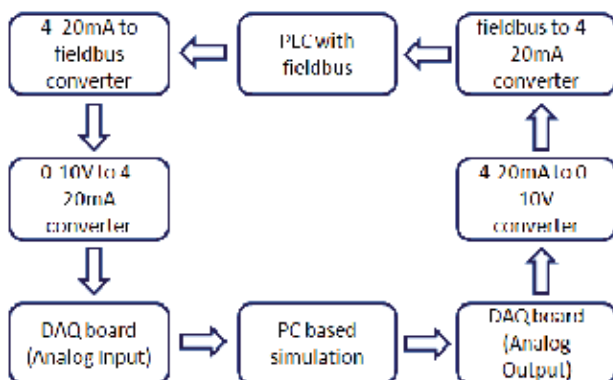 4 20mA to
fieldbus
converter
PLC with
fieldbus
fieldbus to 4
20mA
converter
0 10V to 4
20mA
converter
4 20mA to 0
10V
converter
DAQ board
(Analog Input)
PC based
simulation
DAQ board
(Analog
Output)